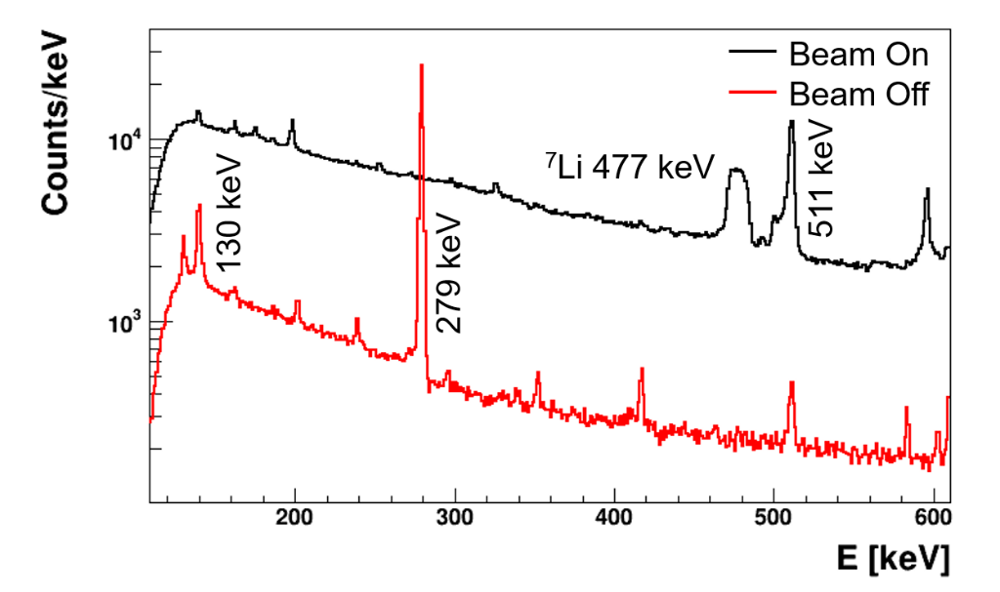 Counts/keV
Beam On
Beam Off
10⁴
10³
⁷Li 477 keV
511 keV
130 keV
279 keV
200
300
400
500
600
E [keV]